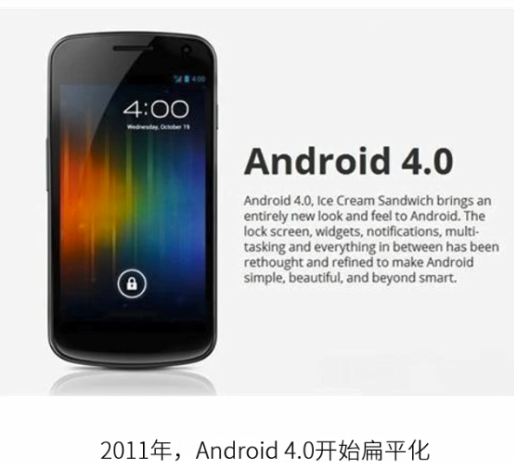 4:00
4:00
Wednesday, October 19
Android 4.0
Android 4.0, Ice Cream Sandwich brings an
entirely new look and feel to Android. The
lock screen, widgets, notifications, multi-
tasking and everything in between has been
rethought and refined to make Android
simple, beautiful, and beyond smart.
2011年，Android 4.0开始扁平化